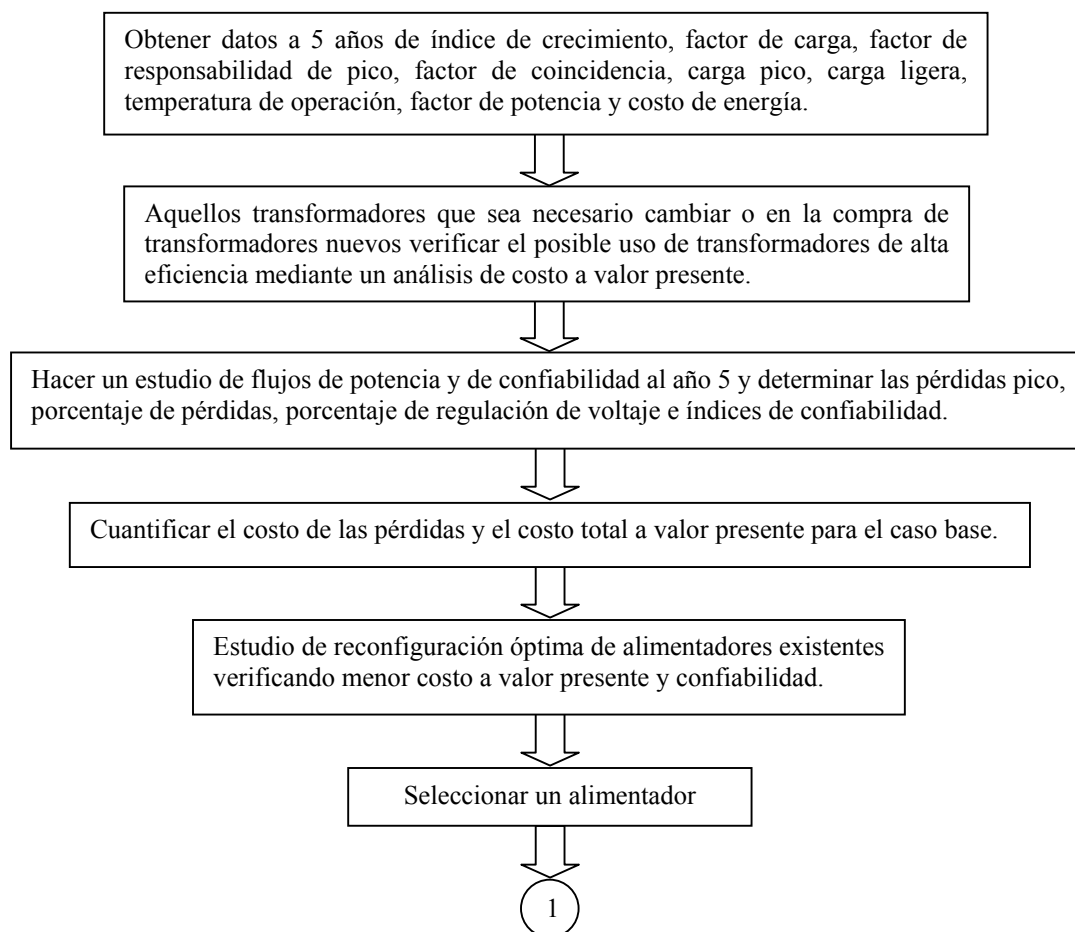 Obtener datos a 5 años de índice de crecimiento, factor de carga, factor de
responsabilidad de pico, factor de coincidencia, carga pico, carga ligera,
temperatura de operación, factor de potencia y costo de energía.
Aquellos transformadores que sea necesario cambiar o en la compra de
transformadores nuevos verificar el posible uso de transformadores de alta
eficiencia mediante un análisis de costo a valor presente.
Hacer un estudio de flujos de potencia y de confiabilidad al año 5 y determinar las pérdidas pico,
porcentaje de pérdidas, porcentaje de regulación de voltaje e índices de confiabilidad.
Cuantificar el costo de las pérdidas y el costo total a valor presente para el caso base.
Estudio de reconfiguración óptima de alimentadores existentes
verificando menor costo a valor presente y confiabilidad.
Seleccionar un alimentador
1